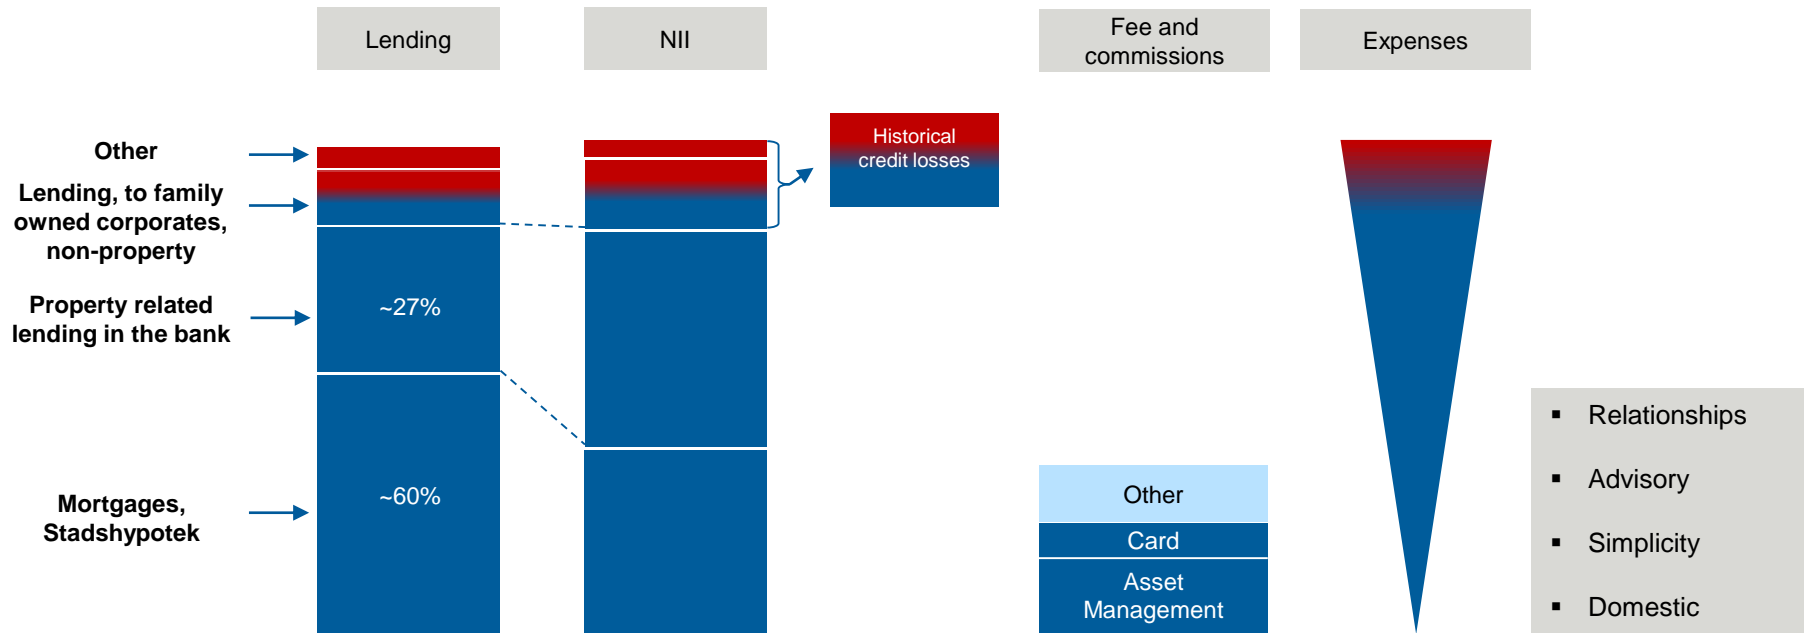 Lending
NII
Fee and
commissions
Expenses
Historical
credit losses
Other
Lending, to family
owned corporates,
non-property
Property related
lending in the bank
~27%
Mortgages,
Stadshypotek
~60%
Other
Card
Asset
Management
▪ Relationships
▪ Advisory
▪ Simplicity
▪ Domestic